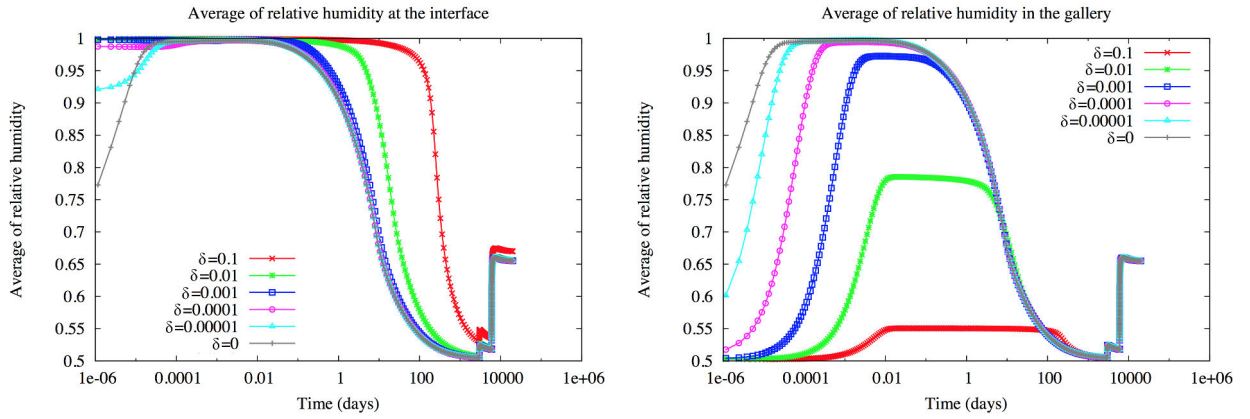 Average of relative humidity at the interface
1
0.95
0.9
0.85
0.8
0.75
0.7
0.65
0.6
0.55
0.5
Average of relative humidity
δ=0.1
δ=0.01
δ=0.001
δ=0.0001
δ=0.00001
δ=0
1e-06 0.0001 0.01 1 100 10000 1e+06
Time (days)
Average of relative humidity in the gallery
1
0.95
0.9
0.85
0.8
0.75
0.7
0.65
0.6
0.55
0.5
Average of relative humidity
δ=0.1
δ=0.01
δ=0.001
δ=0.0001
δ=0.00001
δ=0
1e-06 0.0001 0.01 1 100 10000 1e+06
Time (days)